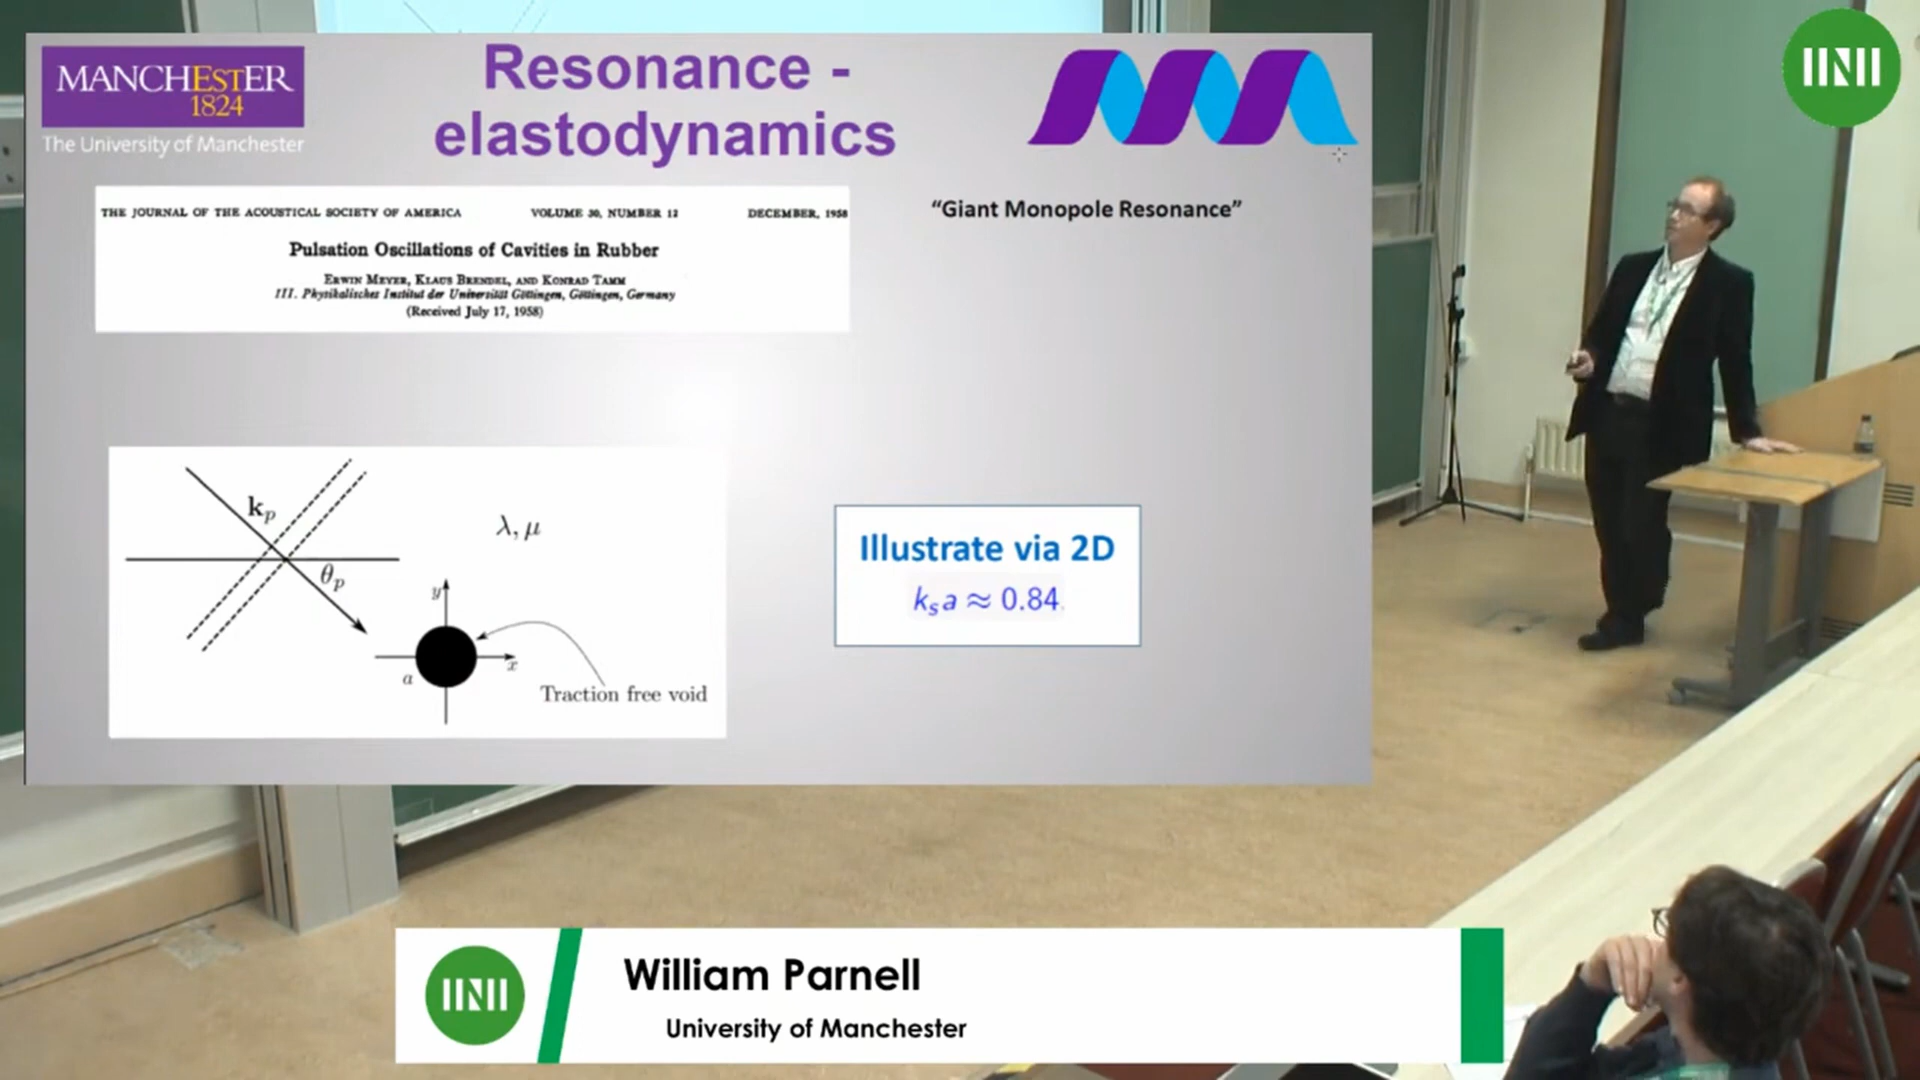 MANCHESTER
1824
The University of Manchester
Resonance -
elastodynamics
THE JOURNAL OF THE ACOUSTICAL SOCIETY OF AMERICA VOLUME 30, NUMBER 12 DECEMBER, 1958
Pulsation Oscillations of Cavities in Rubber
ERWIN MEYER, KLAUS BRENDEL, AND KONRAD TAMM
III. Physikalisches Institut der Universität Göttingen, Göttingen, Germany
(Received July 17, 1958)
“Giant Monopole Resonance”
k_p
λ, μ
θ_p
y
x
a
Traction free void
Illustrate via 2D
k_s a ≈ 0.84.
William Parnell
University of Manchester